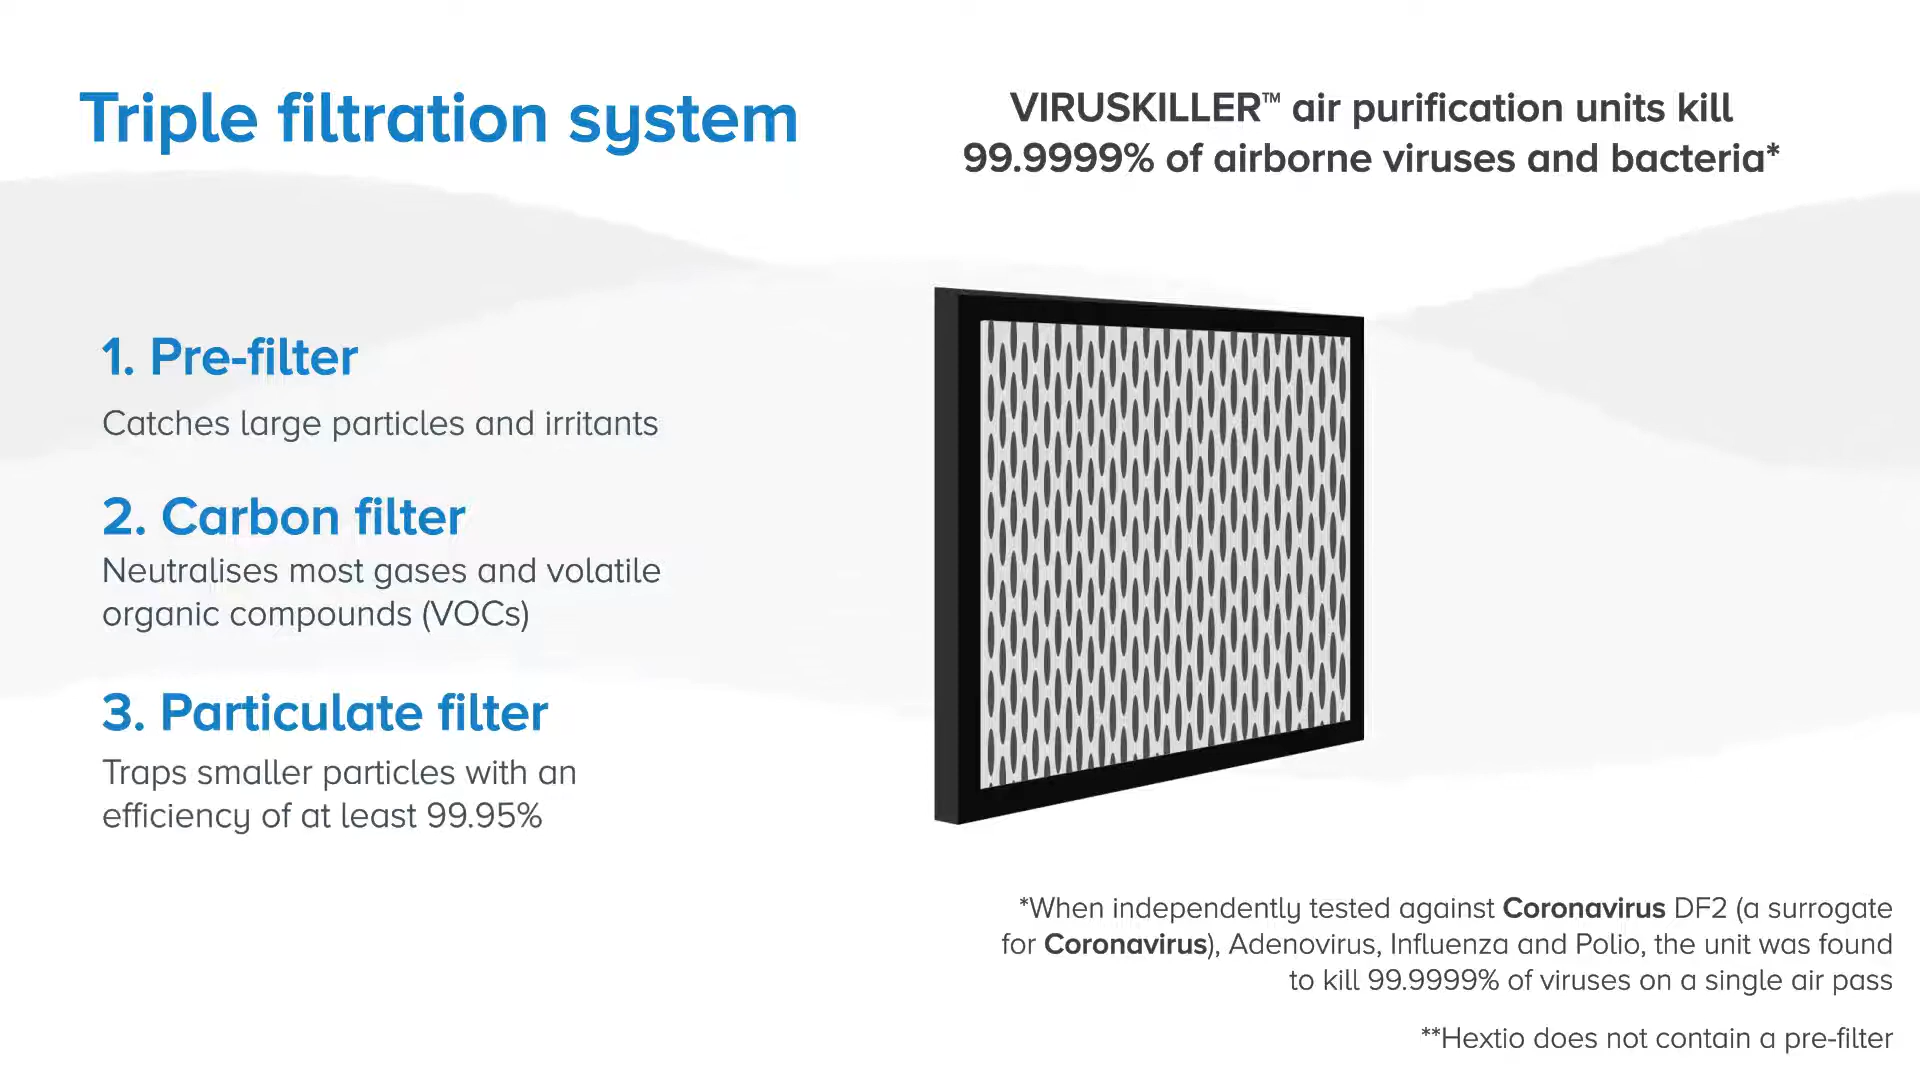 Triple filtration system
VIRUSKILLER™ air purification units kill
99.9999% of airborne viruses and bacteria*
1. Pre-filter
Catches large particles and irritants
2. Carbon filter
Neutralises most gases and volatile
organic compounds (VOCs)
3. Particulate filter
Traps smaller particles with an
efficiency of at least 99.95%
*When independently tested against Coronavirus DF2 (a surrogate
for Coronavirus), Adenovirus, Influenza and Polio, the unit was found
to kill 99.9999% of viruses on a single air pass
**Hextio does not contain a pre-filter